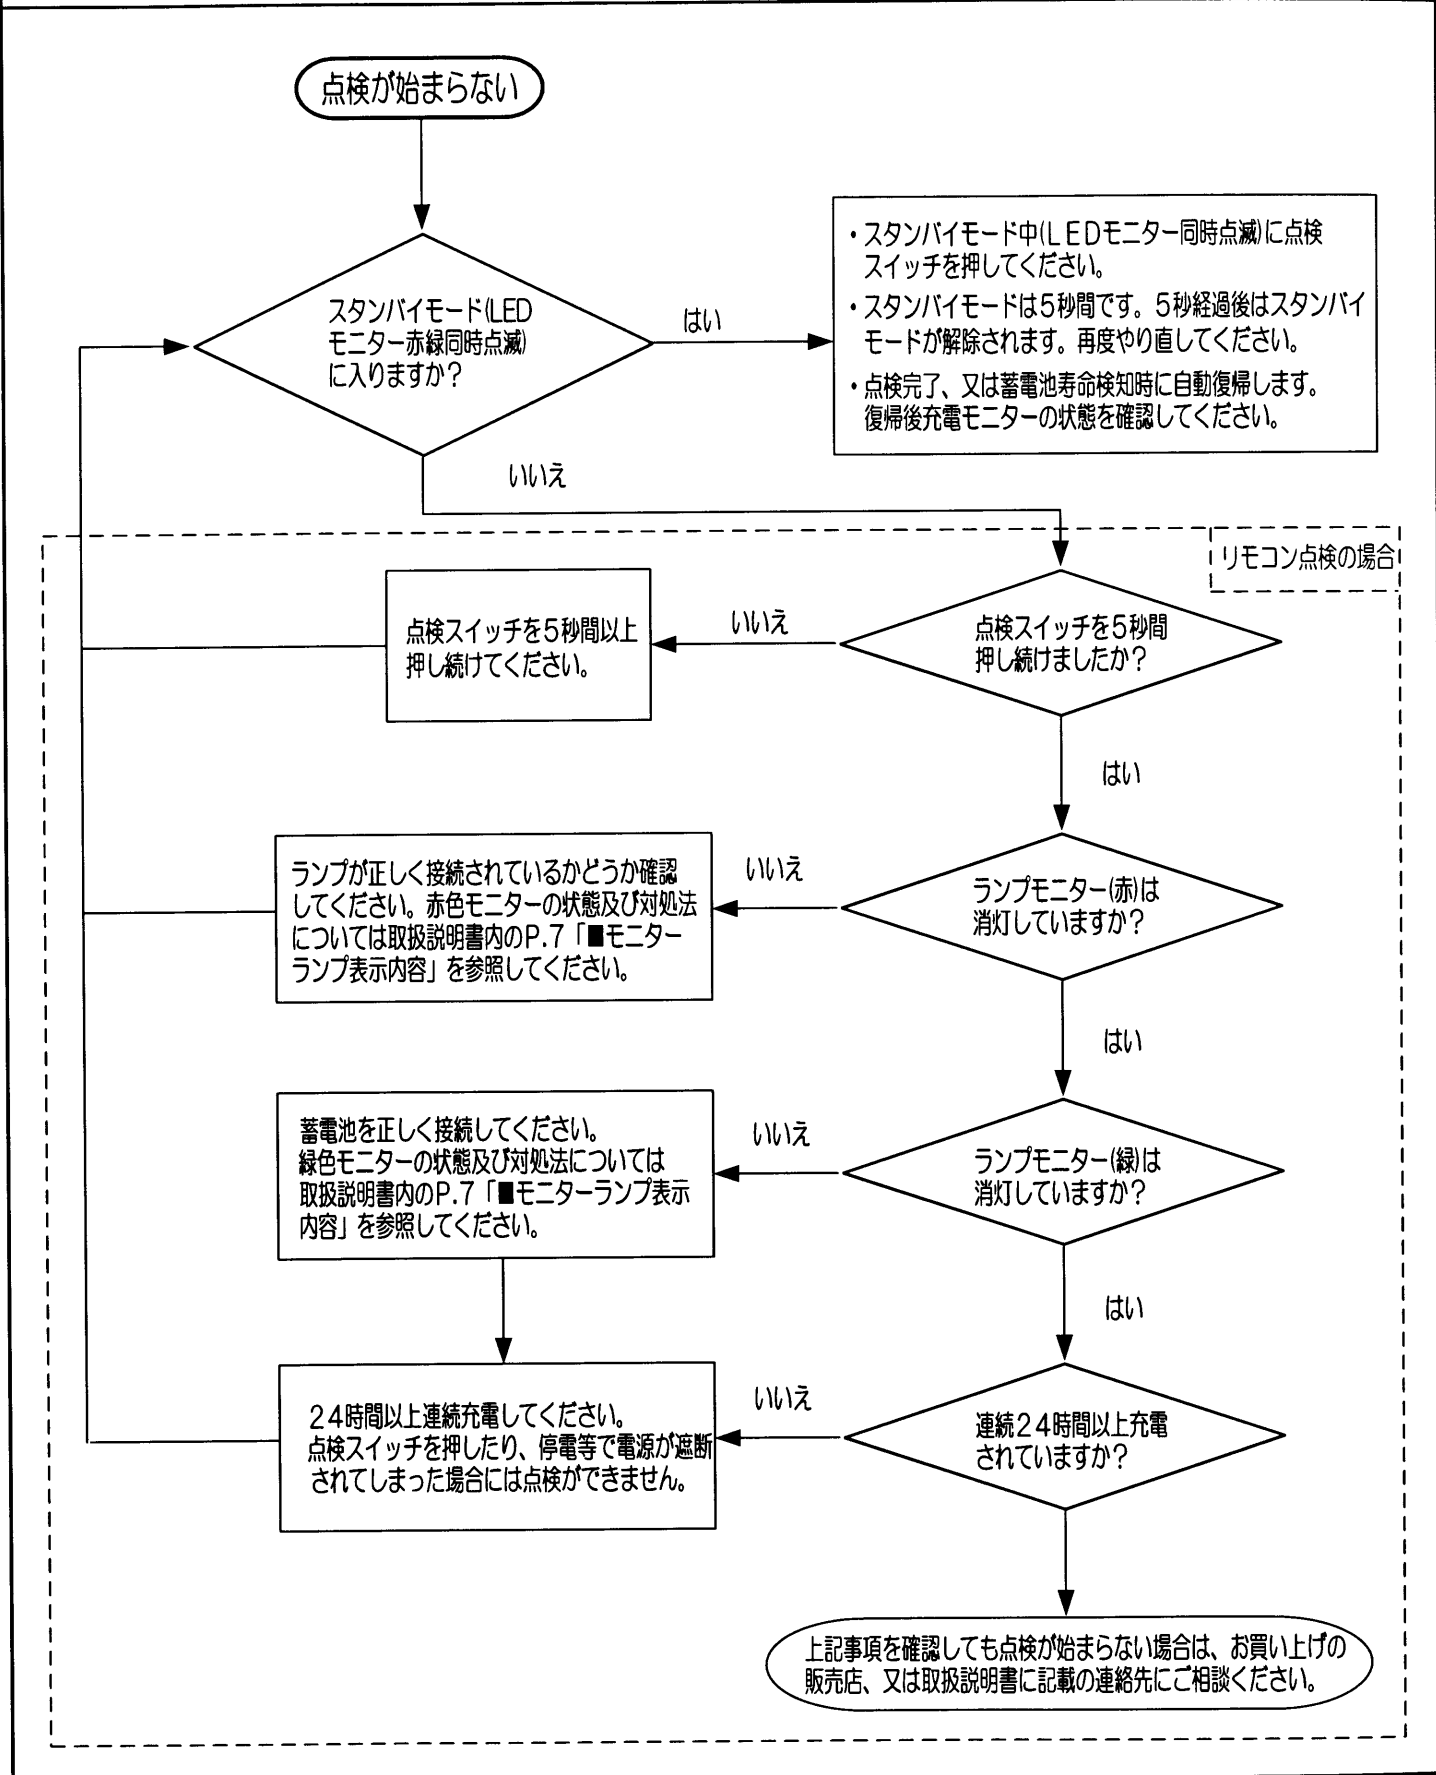 点検が始まらない
スタンバイモード(LED
モニター赤緑同時点滅)
に入りますか？
はい
・スタンバイモード中(LEDモニター同時点滅)に点検
スイッチを押してください。
・スタンバイモードは5秒間です。5秒経過後はスタンバイ
モードが解除されます。再度やり直してください。
・点検完了、又は蓄電池寿命検知時に自動復帰します。
復帰後充電モニターの状態を確認してください。
いいえ
リモコン点検の場合
点検スイッチを5秒間
押し続けましたか？
いいえ
点検スイッチを5秒間以上
押し続けてください。
はい
ランプモニター(赤)は
消灯していますか？
いいえ
ランプが正しく接続されているかどうか確認
してください。赤色モニターの状態及び対処法
については取扱説明書内のP.7「■モニター
ランプ表示内容」を参照してください。
はい
ランプモニター(緑)は
消灯していますか？
いいえ
蓄電池を正しく接続してください。
緑色モニターの状態及び対処法については
取扱説明書内のP.7「■モニターランプ表示
内容」を参照してください。
はい
連続24時間以上充電
されていますか？
いいえ
24時間以上連続充電してください。
点検スイッチを押したり、停電等で電源が遮断
されてしまった場合には点検ができません。
上記事項を確認しても点検が始まらない場合は、お買い上げの
販売店、又は取扱説明書に記載の連絡先にご相談ください。